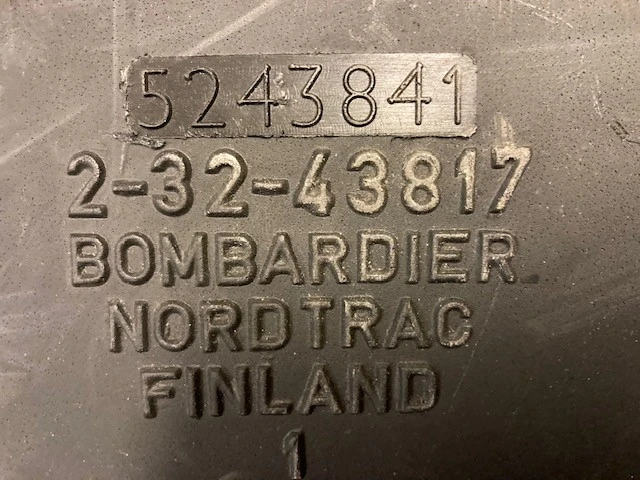 5243841
2-32-43817
BOMBARDIER
NORDTRAC
FINLAND
1